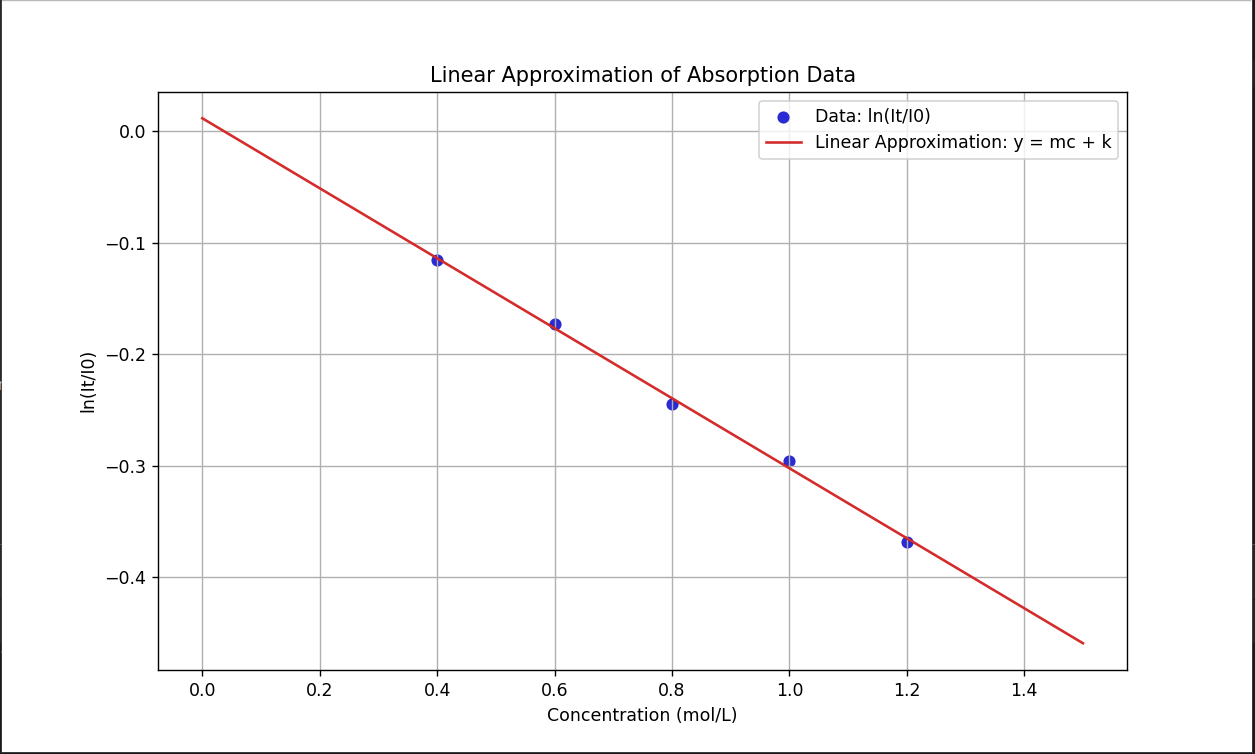 Linear Approximation of Absorption Data
Data: ln(It/I0)
Linear Approximation: y = mc + k
0.0
−0.1
−0.2
−0.3
−0.4
ln(It/I0)
0.0 0.2 0.4 0.6 0.8 1.0 1.2 1.4
Concentration (mol/L)